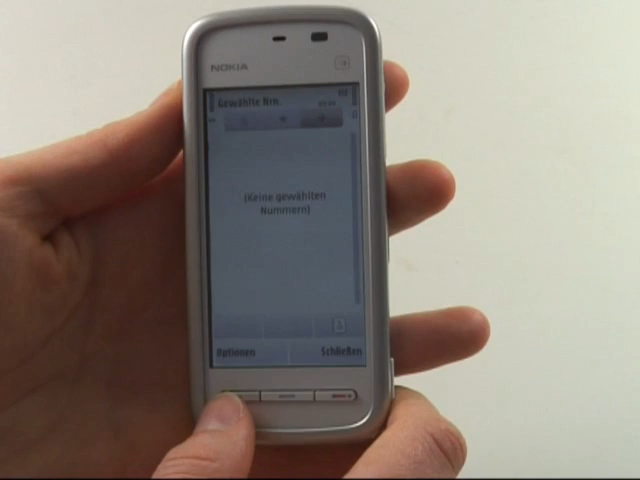 NOKIA
Gewählte Nrn.
(Keine gewählten
Nummern)
Optionen Schließen